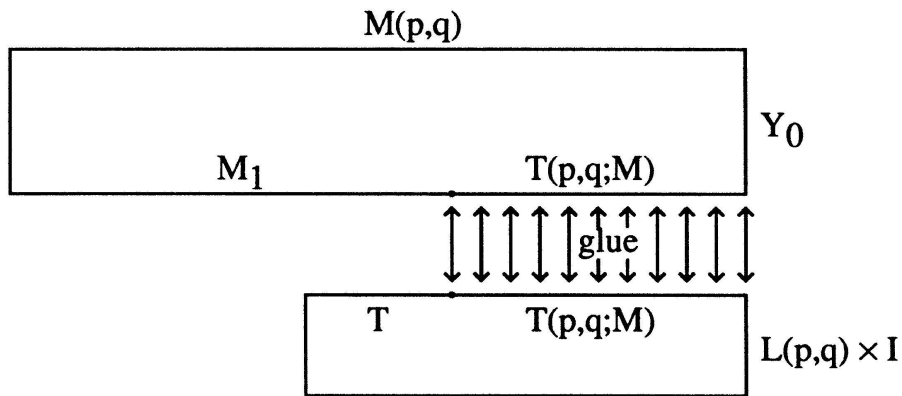 M(p,q)
Y₀
M₁ T(p,q;M)
glue
T T(p,q;M)
L(p,q) × I